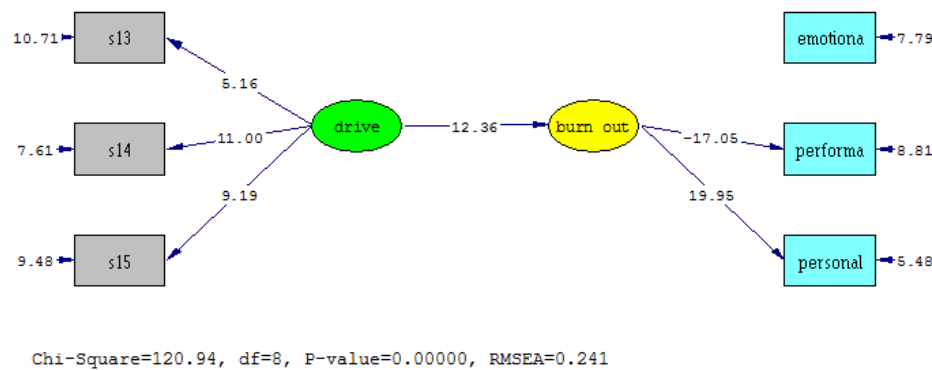 10.71 s13 emotiona 7.79
5.16
drive 12.36 burn out
7.61 s14 11.00 -17.05 performa 8.81
9.19 19.95
9.48 s15 personal 5.48
Chi-Square=120.94, df=8, P-value=0.00000, RMSEA=0.241